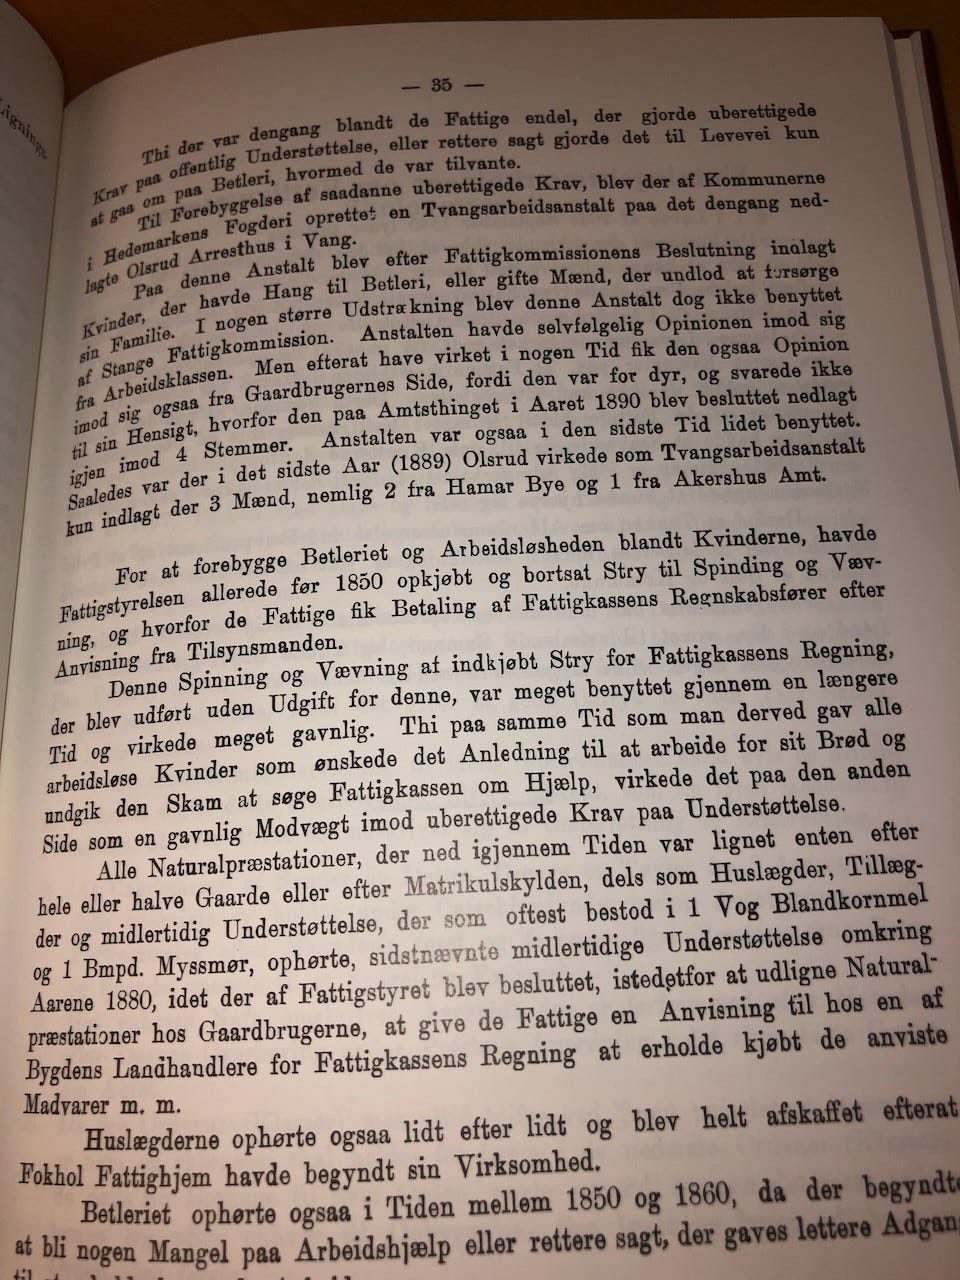 Lignings-
— 35 —
Thi der var dengang blandt de Fattige endel, der gjorde uberettigede
Krav paa offentlig Understøttelse, eller rettere sagt gjorde det til Levevei kun
at gaa om paa Betleri, hvormed de var tilvante.
Til Forebyggelse af saadanne uberettigede Krav, blev der af Kommunerne
i Hedemarkens Fogderi oprettet en Tvangsarbeidsanstalt paa det dengang ned-
lagte Olsrud Arresthus i Vang.
Paa denne Anstalt blev efter Fattigkommissionens Beslutning indlagt
Kvinder, der havde Hang til Betleri, eller gifte Mænd, der undlod at forsørge
sin Familie. I nogen større Udstrækning blev denne Anstalt dog ikke benyttet
af Stange Fattigkommission. Anstalten havde selvfølgelig Opinionen imod sig
fra Arbeidsklassen. Men efterat have virket i nogen Tid fik den ogsaa Opinion
imod sig ogsaa fra Gaardbrugernes Side, fordi den var for dyr, og svarede ikke
til sin Hensigt, hvorfor den paa Amtsthinget i Aaret 1890 blev besluttet nedlagt
igjen imod 4 Stemmer. Anstalten var ogsaa i den sidste Tid lidet benyttet.
Saaledes var der i det sidste Aar (1889) Olsrud virkede som Tvangsarbeidsanstalt
kun indlagt der 3 Mænd, nemlig 2 fra Hamar Bye og 1 fra Akershus Amt.
For at forebygge Betleriet og Arbeidsløsheden blandt Kvinderne, havde
Fattigstyrelsen allerede før 1850 opkjøbt og bortsat Stry til Spinding og Væv-
ning, og hvorfor de Fattige fik Betaling af Fattigkassens Regnskabsfører efter
Anvisning fra Tilsynsmanden.
Denne Spinning og Vævning af indkjøbt Stry for Fattigkassens Regning,
der blev udført uden Udgift for denne, var meget benyttet gjennem en længere
Tid og virkede meget gavnlig. Thi paa samme Tid som man derved gav alle
arbeidsløse Kvinder som ønskede det Anledning til at arbeide for sit Brød og
undgik den Skam at søge Fattigkassen om Hjælp, virkede det paa den anden
Side som en gavnlig Modvægt imod uberettigede Krav paa Understøttelse.
Alle Naturalpræstationer, der ned igjennem Tiden var lignet enten efter
hele eller halve Gaarde eller efter Matrikulskylden, dels som Huslægder, Tillæg-
der og midlertidig Understøttelse, der som oftest bestod i 1 Vog Blandkornmel
og 1 Bmpd. Myssmør, ophørte, sidstnævnte midlertidige Understøttelse omkring
Aarene 1880, idet der af Fattigstyret blev besluttet, istedetfor at udligne Natural-
præstationer hos Gaardbrugerne, at give de Fattige en Anvisning til hos en af
Bygdens Landhandlere for Fattigkassens Regning at erholde kjøbt de anviste
Madvarer m. m.
Huslægderne ophørte ogsaa lidt efter lidt og blev helt afskaffet efterat
Fokhol Fattighjem havde begyndt sin Virksomhed.
Betleriet ophørte ogsaa i Tiden mellem 1850 og 1860, da der begyndte
at bli nogen Mangel paa Arbeidshjælp eller rettere sagt, der gaves lettere Adgang